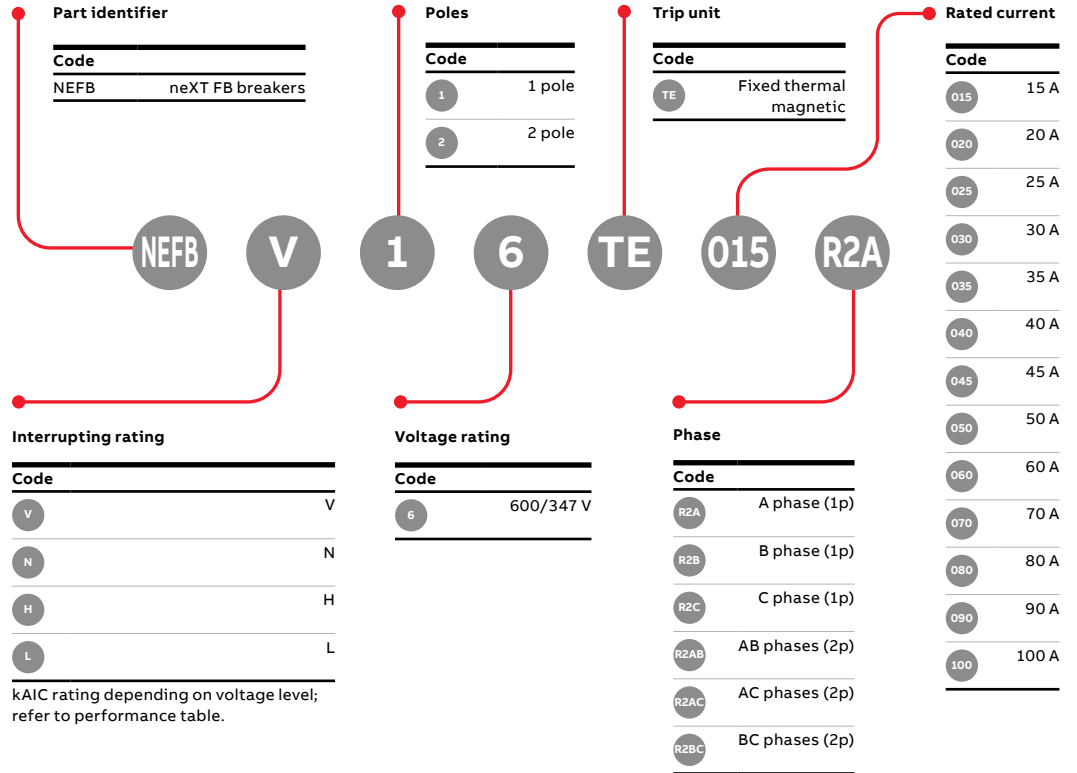 Part identifier
Code
NEFB neXT FB breakers
Poles
Code
1 1 pole
2 2 pole
Trip unit
Code
TE Fixed thermal
magnetic
Rated current
Code
015 15 A
020 20 A
025 25 A
030 30 A
035 35 A
040 40 A
045 45 A
050 50 A
060 60 A
070 70 A
080 80 A
090 90 A
100 100 A
NEFB V 1 6 TE 015 R2A
Interrupting rating
Code
V V
N N
H H
L L
kAIC rating depending on voltage level;
refer to performance table.
Voltage rating
Code
6 600/347 V
Phase
Code
R2A A phase (1p)
R2B B phase (1p)
R2C C phase (1p)
R2AB AB phases (2p)
R2AC AC phases (2p)
R2BC BC phases (2p)